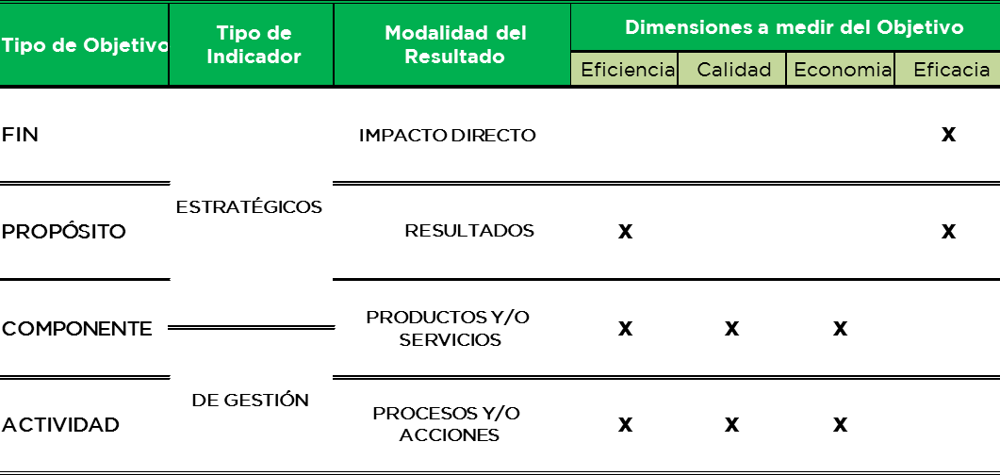 Tipo de Objetivo
Tipo de
Indicador
Modalidad del
Resultado
Dimensiones a medir del Objetivo
Eficiencia
Calidad
Economia
Eficacia
FIN
IMPACTO DIRECTO
X
ESTRATÉGICOS
PROPÓSITO
RESULTADOS
X
X
COMPONENTE
PRODUCTOS Y/O
SERVICIOS
X
X
X
DE GESTIÓN
ACTIVIDAD
PROCESOS Y/O
ACCIONES
X
X
X